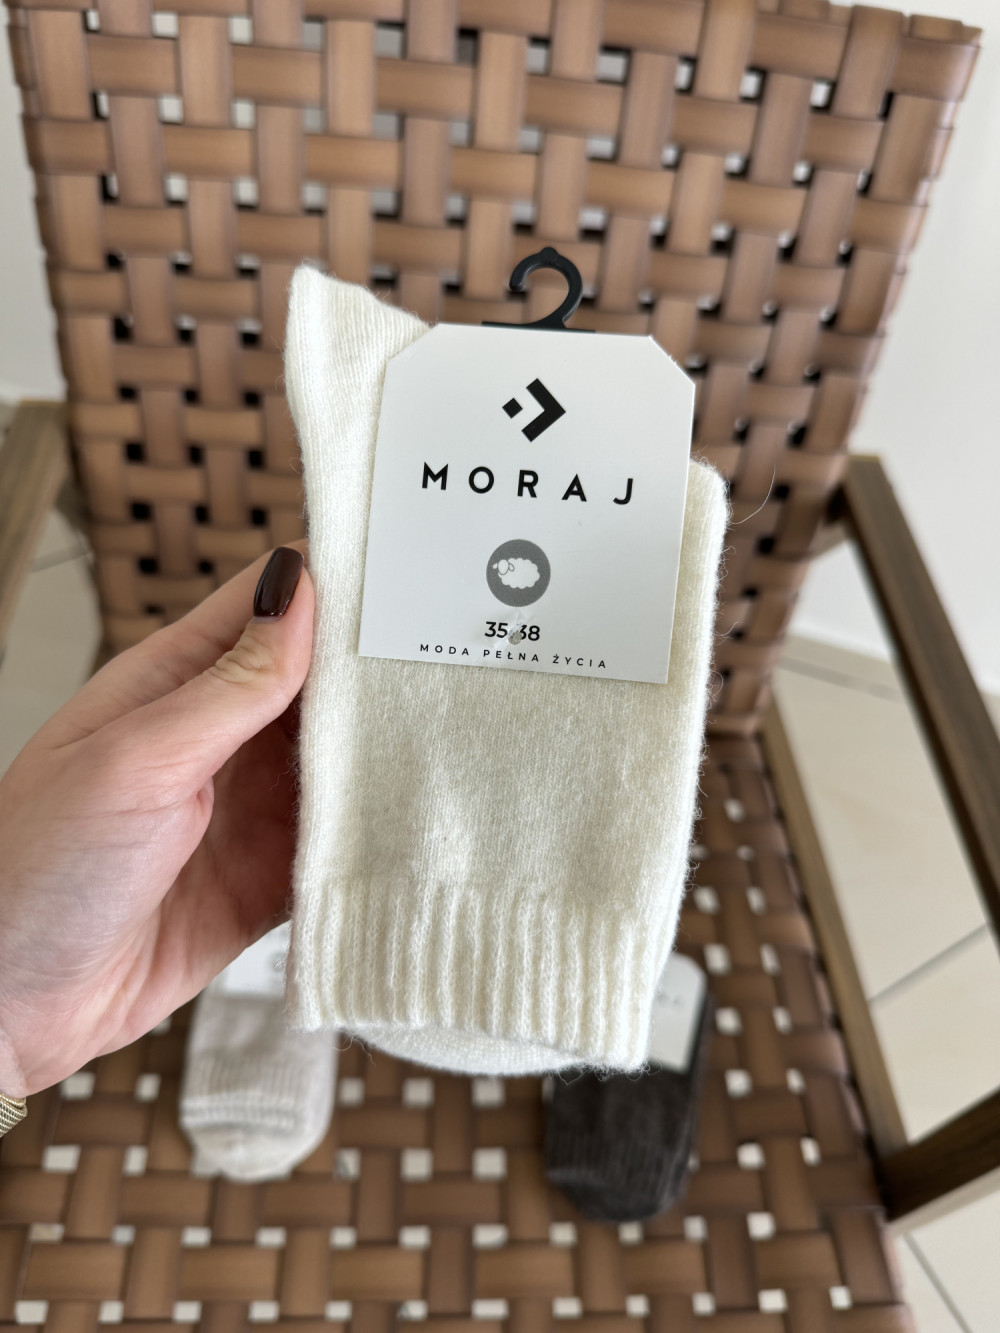 MORAJ
35-38
MODA PEŁNA ŻYCIA